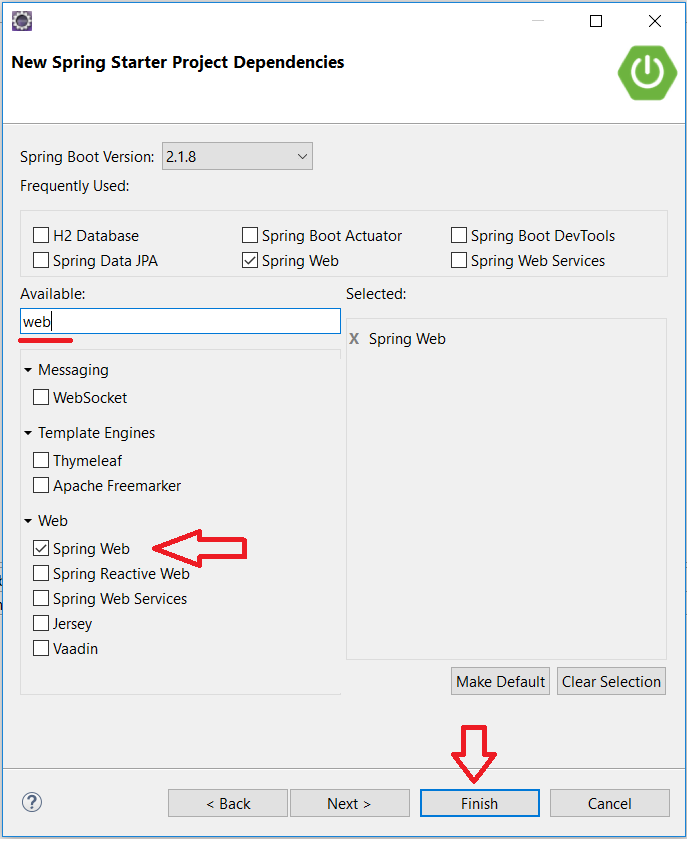 New Spring Starter Project Dependencies
Spring Boot Version: 2.1.8
Frequently Used:
H2 Database Spring Boot Actuator Spring Boot DevTools
Spring Data JPA Spring Web Spring Web Services
Available: Selected:
web
X Spring Web
Messaging
WebSocket
Template Engines
Thymeleaf
Apache Freemarker
Web
Spring Web
Spring Reactive Web
Spring Web Services
Jersey
Vaadin
Make Default Clear Selection
? < Back Next > Finish Cancel